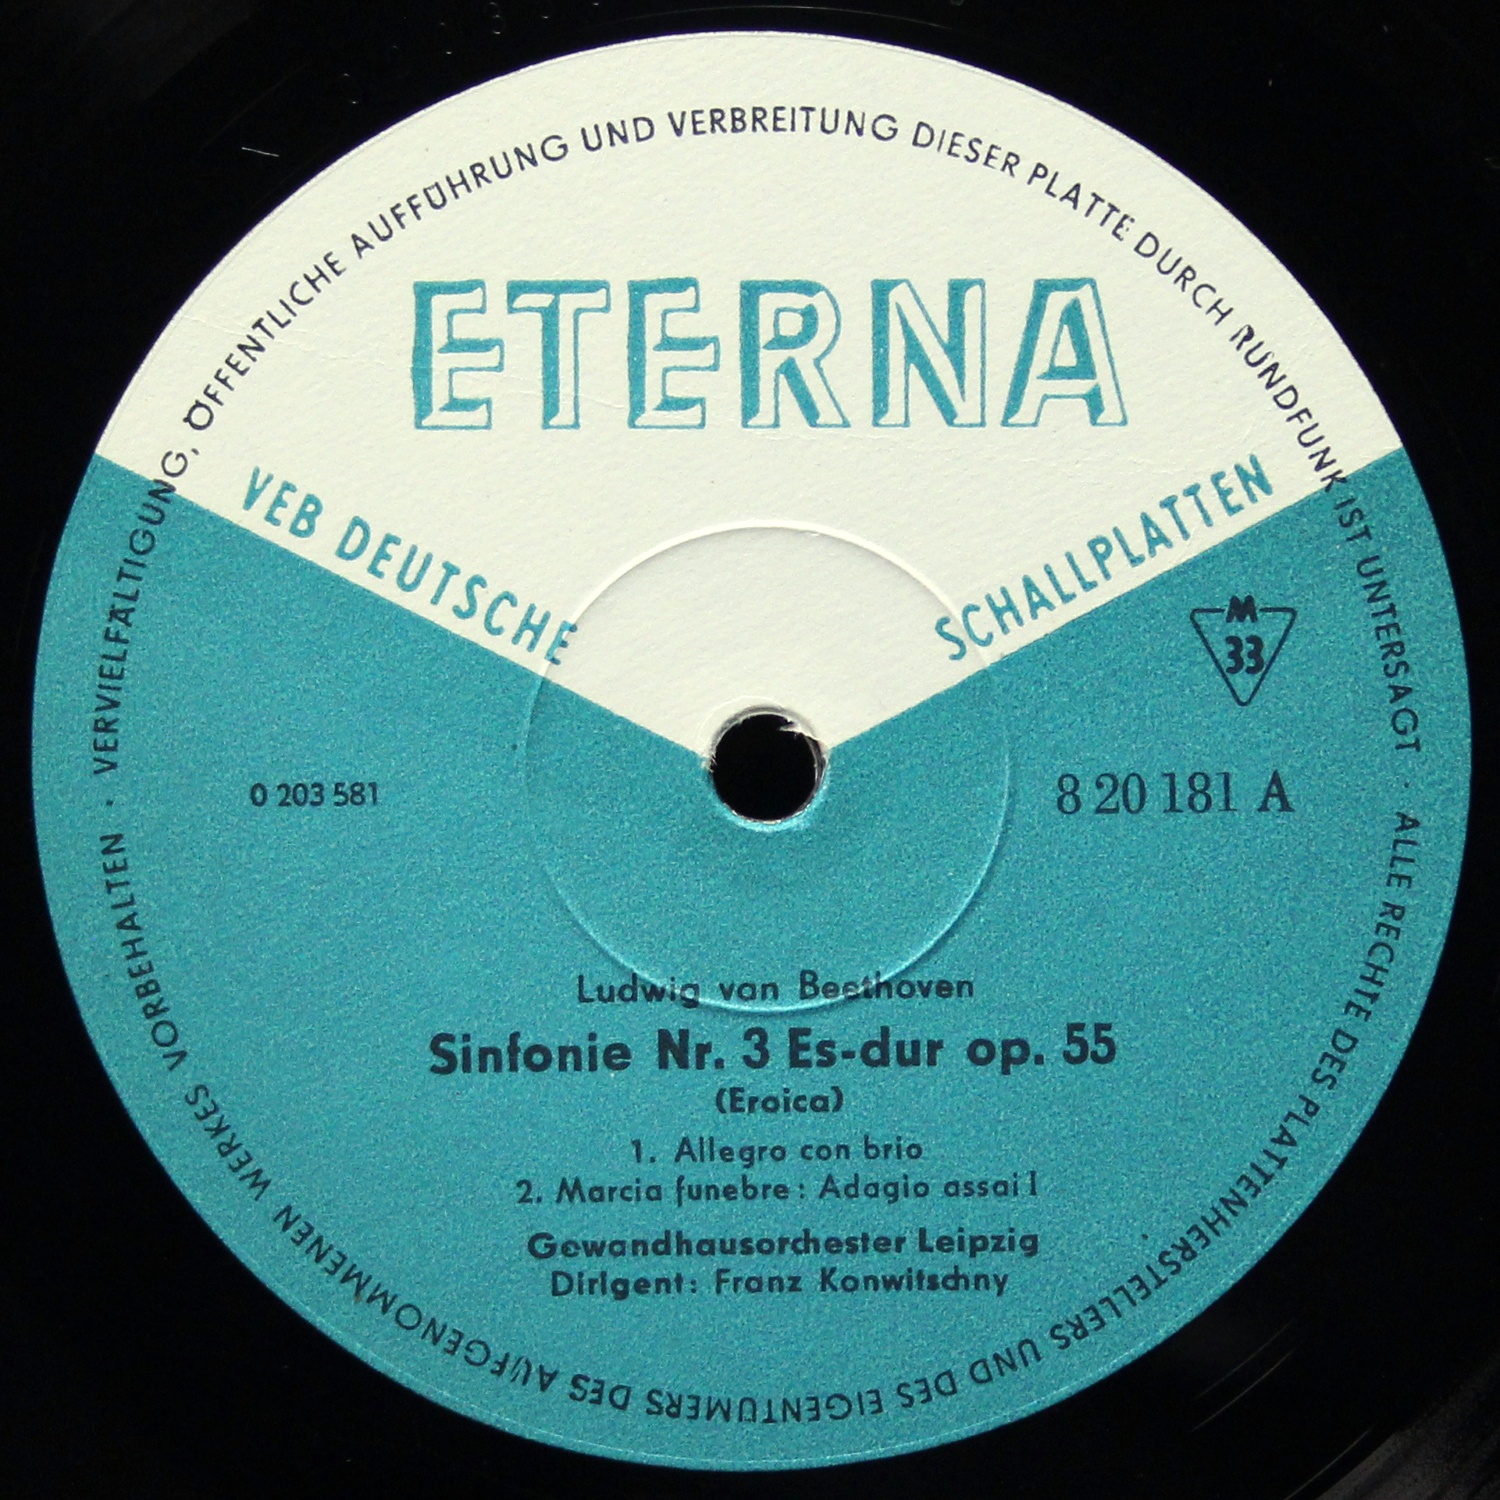 VERVIELFÄLTIGUNG, ÖFFENTLICHE AUFFÜHRUNG UND VERBREITUNG DIESER PLATTE DURCH RUNDFUNK IST UNTERSAGT · ALLE RECHTE DES PLATTENHERSTELLERS UND DES EIGENTÜMERS DES AUFGENOMMENEN WERKES VORBEHALTEN ·
ETERNA
VEB DEUTSCHE SCHALLPLATTEN
M
33
0 203 581
8 20 181 A
Ludwig van Beethoven
Sinfonie Nr. 3 Es-dur op. 55
(Eroica)
1. Allegro con brio
2. Marcia funebre: Adagio assai I
Gewandhausorchester Leipzig
Dirigent: Franz Konwitschny